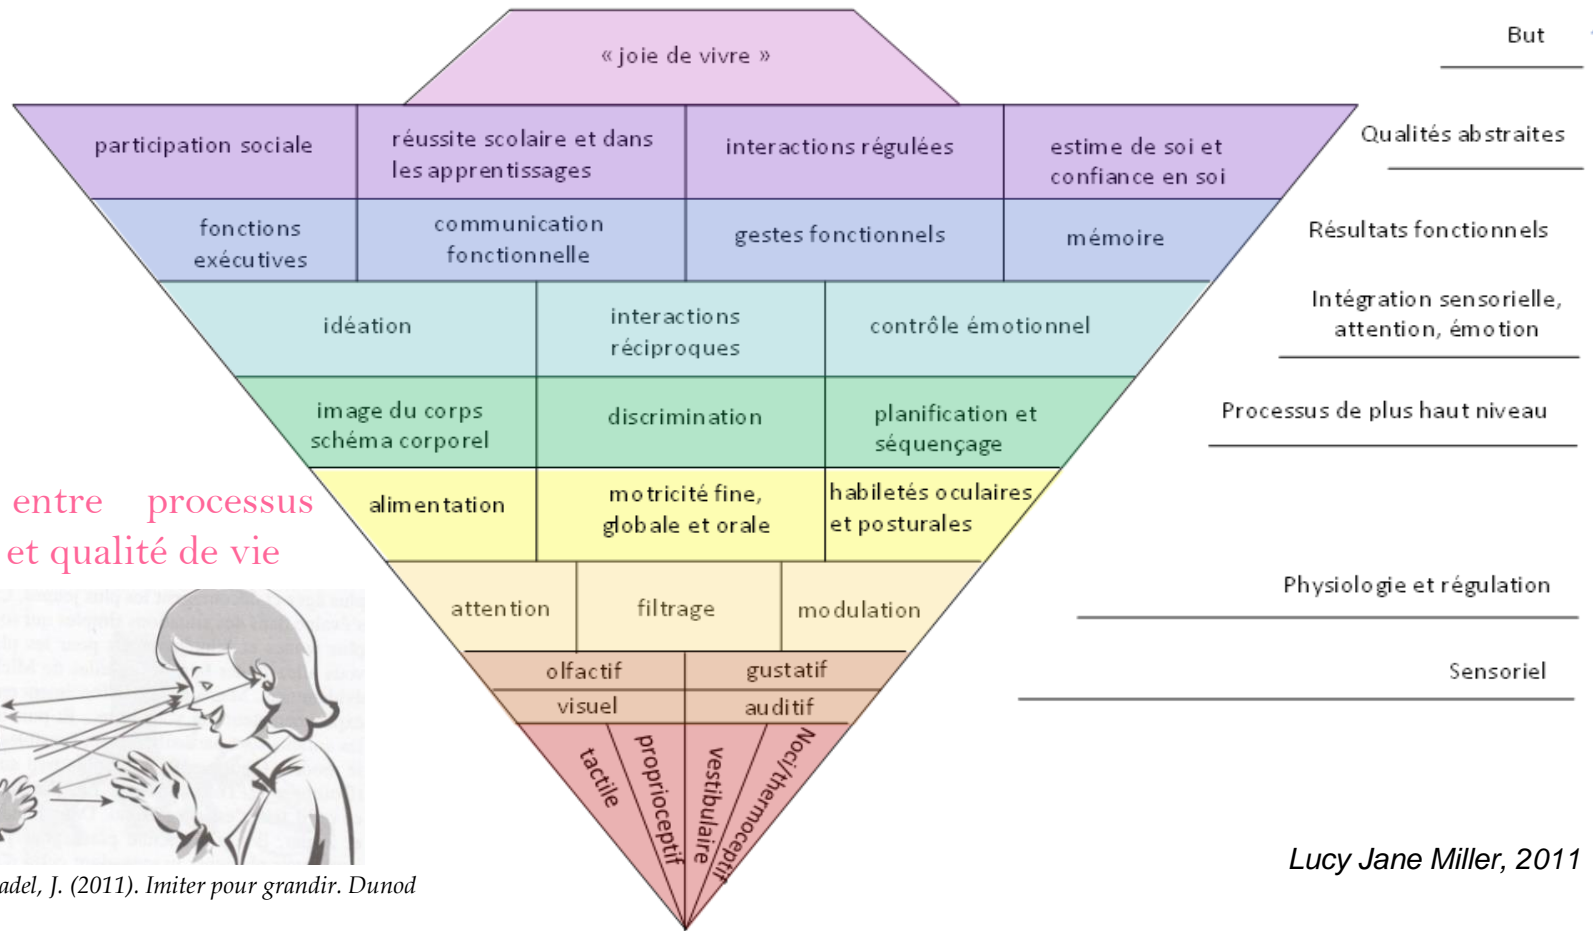 « joie de vivre »
But
participation sociale
réussite scolaire et dans
les apprentissages
interactions régulées
estime de soi et
confiance en soi
Qualités abstraites
fonctions
exécutives
communication
fonctionnelle
gestes fonctionnels
mémoire
Résultats fonctionnels
idéation
interactions
réciproques
contrôle émotionnel
Intégration sensorielle,
attention, émotion
image du corps
schéma corporel
discrimination
planification et
séquençage
Processus de plus haut niveau
entre processus
et qualité de vie
alimentation
motricité fine,
globale et orale
habiletés oculaires
et posturales
attention
filtrage
modulation
Physiologie et régulation
olfactif
gustatif
visuel
auditif
Sensoriel
tactile
proprioceptif
vestibulaire
Noci/thermoceptif
adel, J. (2011). Imiter pour grandir. Dunod
Lucy Jane Miller, 2011